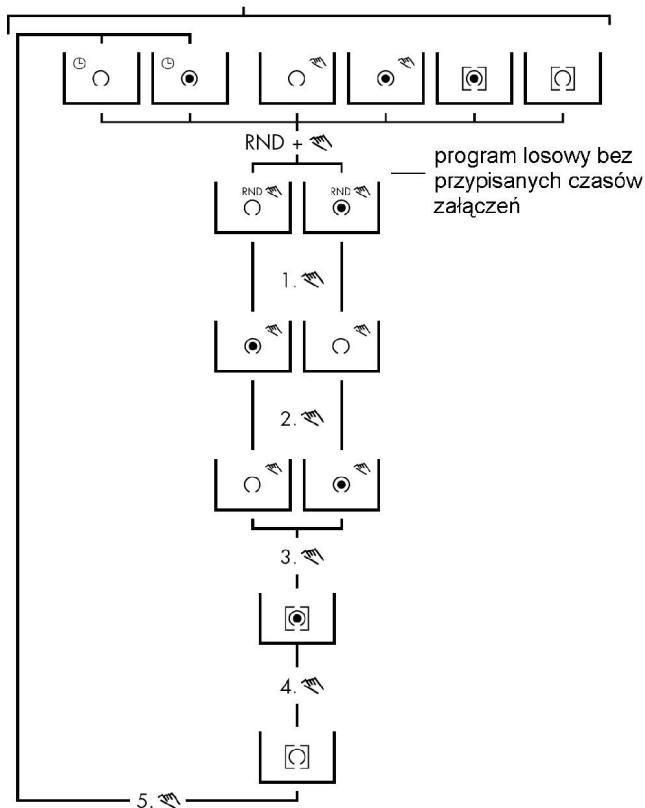 RND +
program losowy bez
przypisanych czasów
załączeń
RND RND
1.
2.
3.
4.
5.